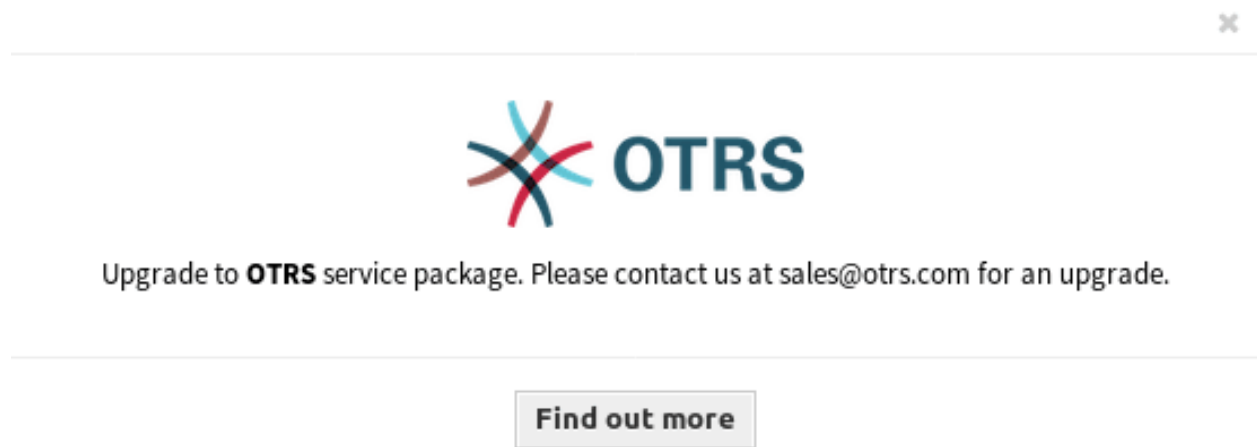 OTRS
Upgrade to OTRS service package. Please contact us at sales@otrs.com for an upgrade.
Find out more